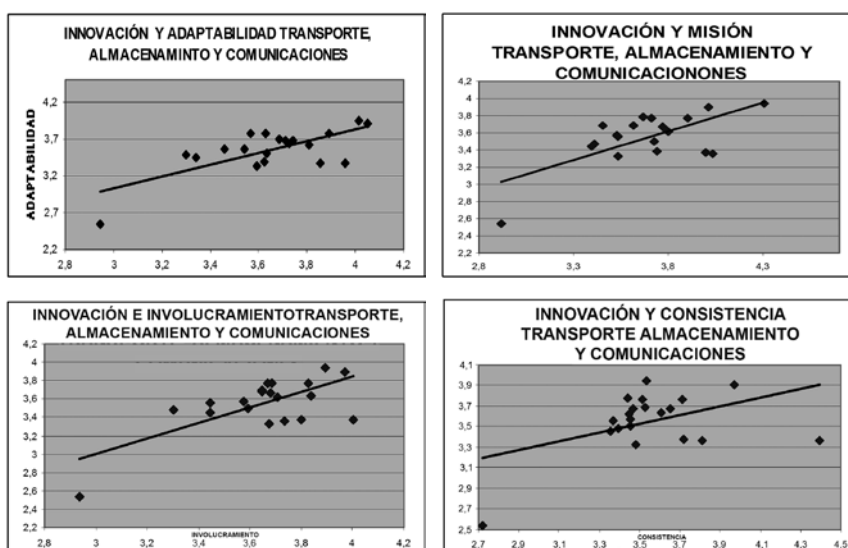 INNOVACIÓN Y ADAPTABILIDAD TRANSPORTE,
ALMACENAMINTO Y COMUNICACIONES
ADAPTABILIDAD
4,2
3,7
3,2
2,7
2,2
2,8 3 3,2 3,4 3,6 3,8 4 4,2
INNOVACIÓN Y MISIÓN
TRANSPORTE, ALMACENAMIENTO Y
COMUNICACIONONES
4,2
4
3,8
3,6
3,4
3,2
3
2,8
2,6
2,4
2,2
2,8 3,3 3,8 4,3
INNOVACIÓN E INVOLUCRAMIENTOTRANSPORTE,
ALMACENAMIENTO Y COMUNICACIONES
4,2
4
3,8
3,6
3,4
3,2
3
2,8
2,6
2,4
2,2
2,8 3 3,2 3,4 3,6 3,8 4 4,2
INVOLUCRAMIENTO
INNOVACIÓN Y CONSISTENCIA
TRANSPORTE ALMACENAMIENTO
Y COMUNICACIONES
4,1
3,9
3,7
3,5
3,3
3,1
2,9
2,7
2,5
2,7 2,9 3,1 3,3 3,5 3,7 3,9 4,1 4,3 4,5
CONSISTENCIA